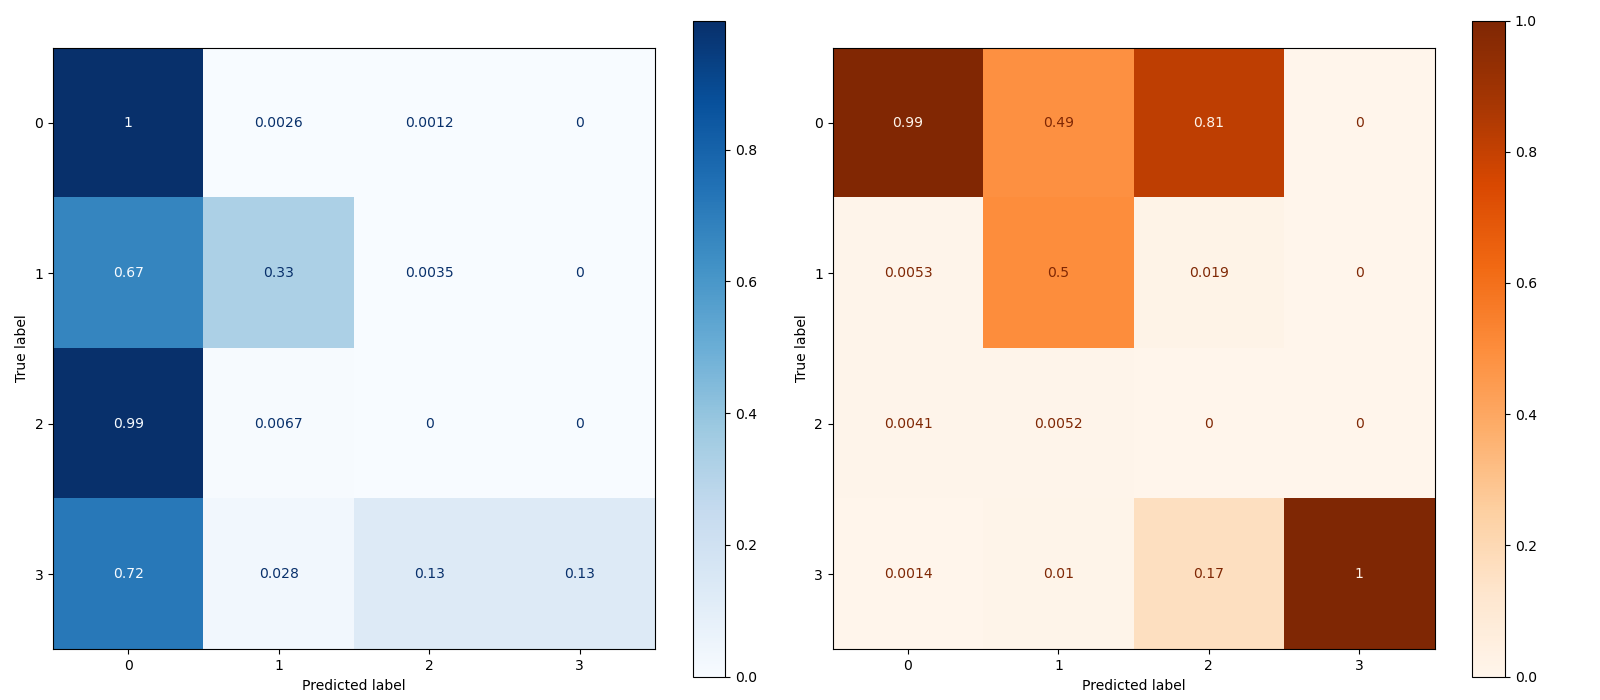 0 1 0.0026 0.0012 0
1 0.67 0.33 0.0035 0
2 0.99 0.0067 0 0
3 0.72 0.028 0.13 0.13
0 1 2 3
Predicted label
True label
0.8
0.6
0.4
0.2
0.0
0 0.99 0.49 0.81 0
1 0.0053 0.5 0.019 0
2 0.0041 0.0052 0 0
3 0.0014 0.01 0.17 1
0 1 2 3
Predicted label
True label
1.0
0.8
0.6
0.4
0.2
0.0